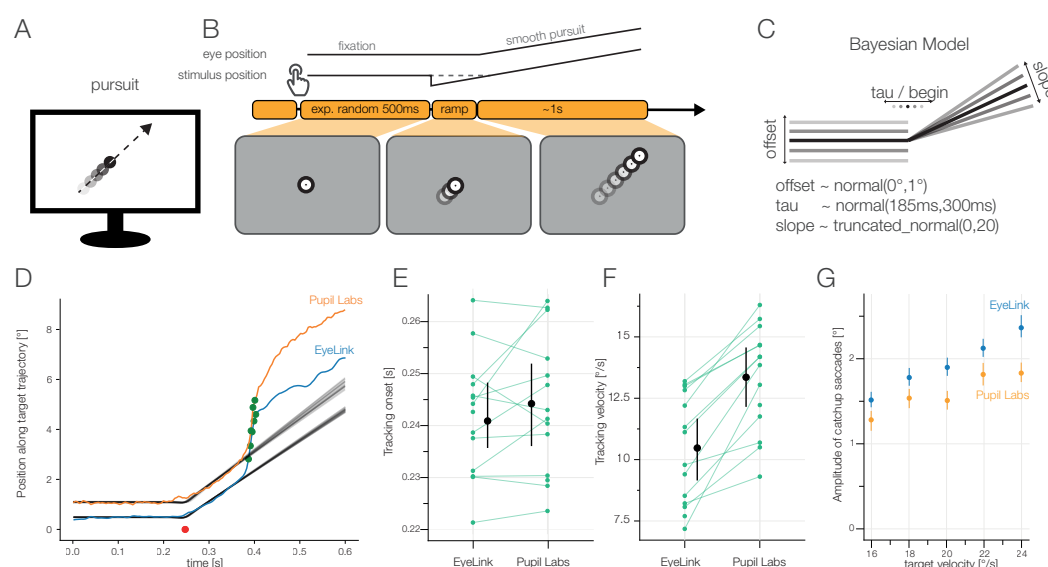 A
pursuit
B
fixation
smooth pursuit
eye position
stimulus position
exp. random 500ms
ramp
~1s
C
Bayesian Model
tau / begin
slope
offset
offset ~ normal(0°,1°)
tau ~ normal(185ms,300ms)
slope ~ truncated_normal(0,20)
D
Position along target trajectory [°]
8
6
4
2
0
Pupil Labs
EyeLink
0.0 0.1 0.2 0.3 0.4 0.5 0.6
time [s]
E
Tracking onset [s]
0.26
0.25
0.24
0.23
0.22
EyeLink Pupil Labs
F
Tracking velocity [°/s]
15
12.5
10
7.5
EyeLink Pupil Labs
G
Amplitude of catchup saccades [°]
2
1
0
EyeLink
Pupil Labs
16 18 20 22 24
target velocity [°/s]